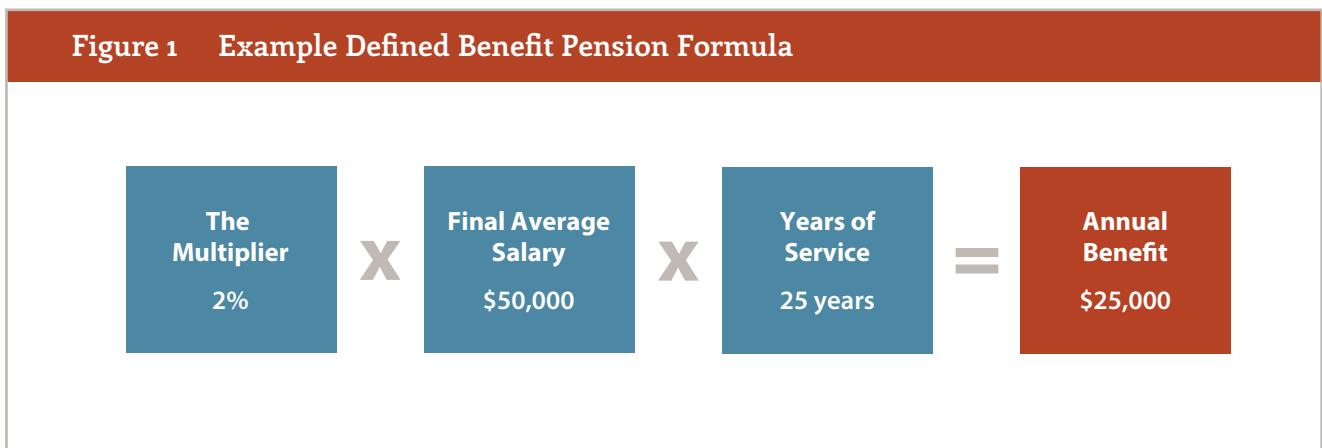 Figure 1 Example Defined Benefit Pension Formula
The
Multiplier
2%
x
Final Average
Salary
$50,000
x
Years of
Service
25 years
=
Annual
Benefit
$25,000